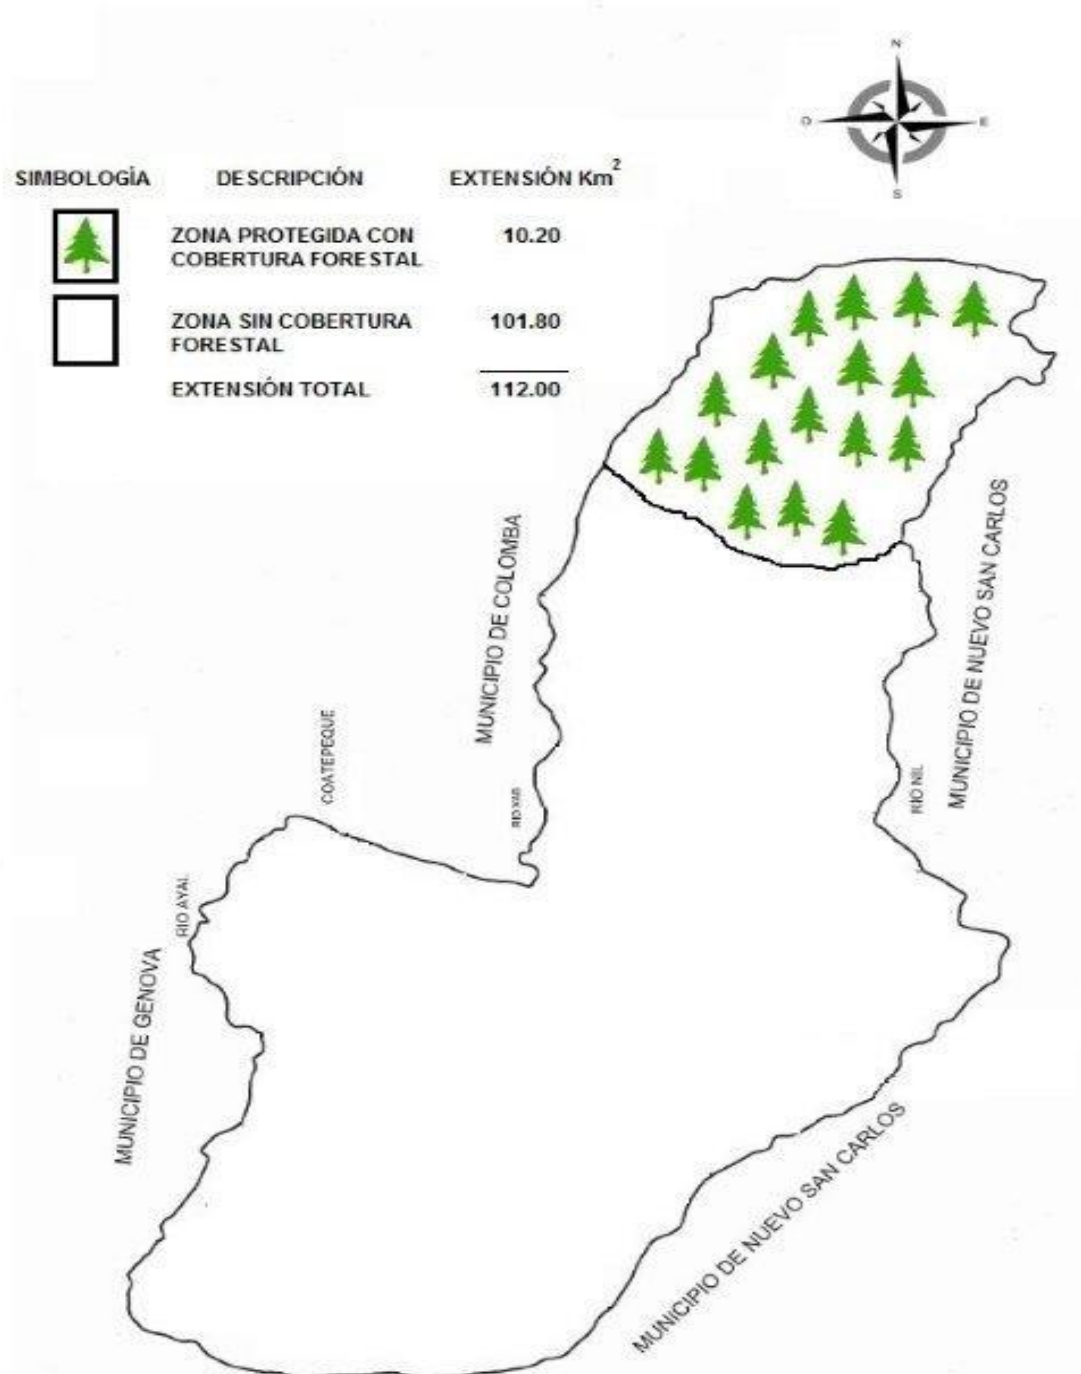 N
O
E
S
SIMBOLOGÍA DESCRIPCIÓN EXTENSIÓN Km²
ZONA PROTEGIDA CON 10.20
COBERTURA FORESTAL
ZONA SIN COBERTURA 101.80
FORESTAL
EXTENSIÓN TOTAL 112.00
MUNICIPIO DE COLOMBA
MUNICIPIO DE NUEVO SAN CARLOS
COATEPEQUE
RIO XAB
RIO NIL
RIO AYAL
MUNICIPIO DE GENOVA
MUNICIPIO DE NUEVO SAN CARLOS